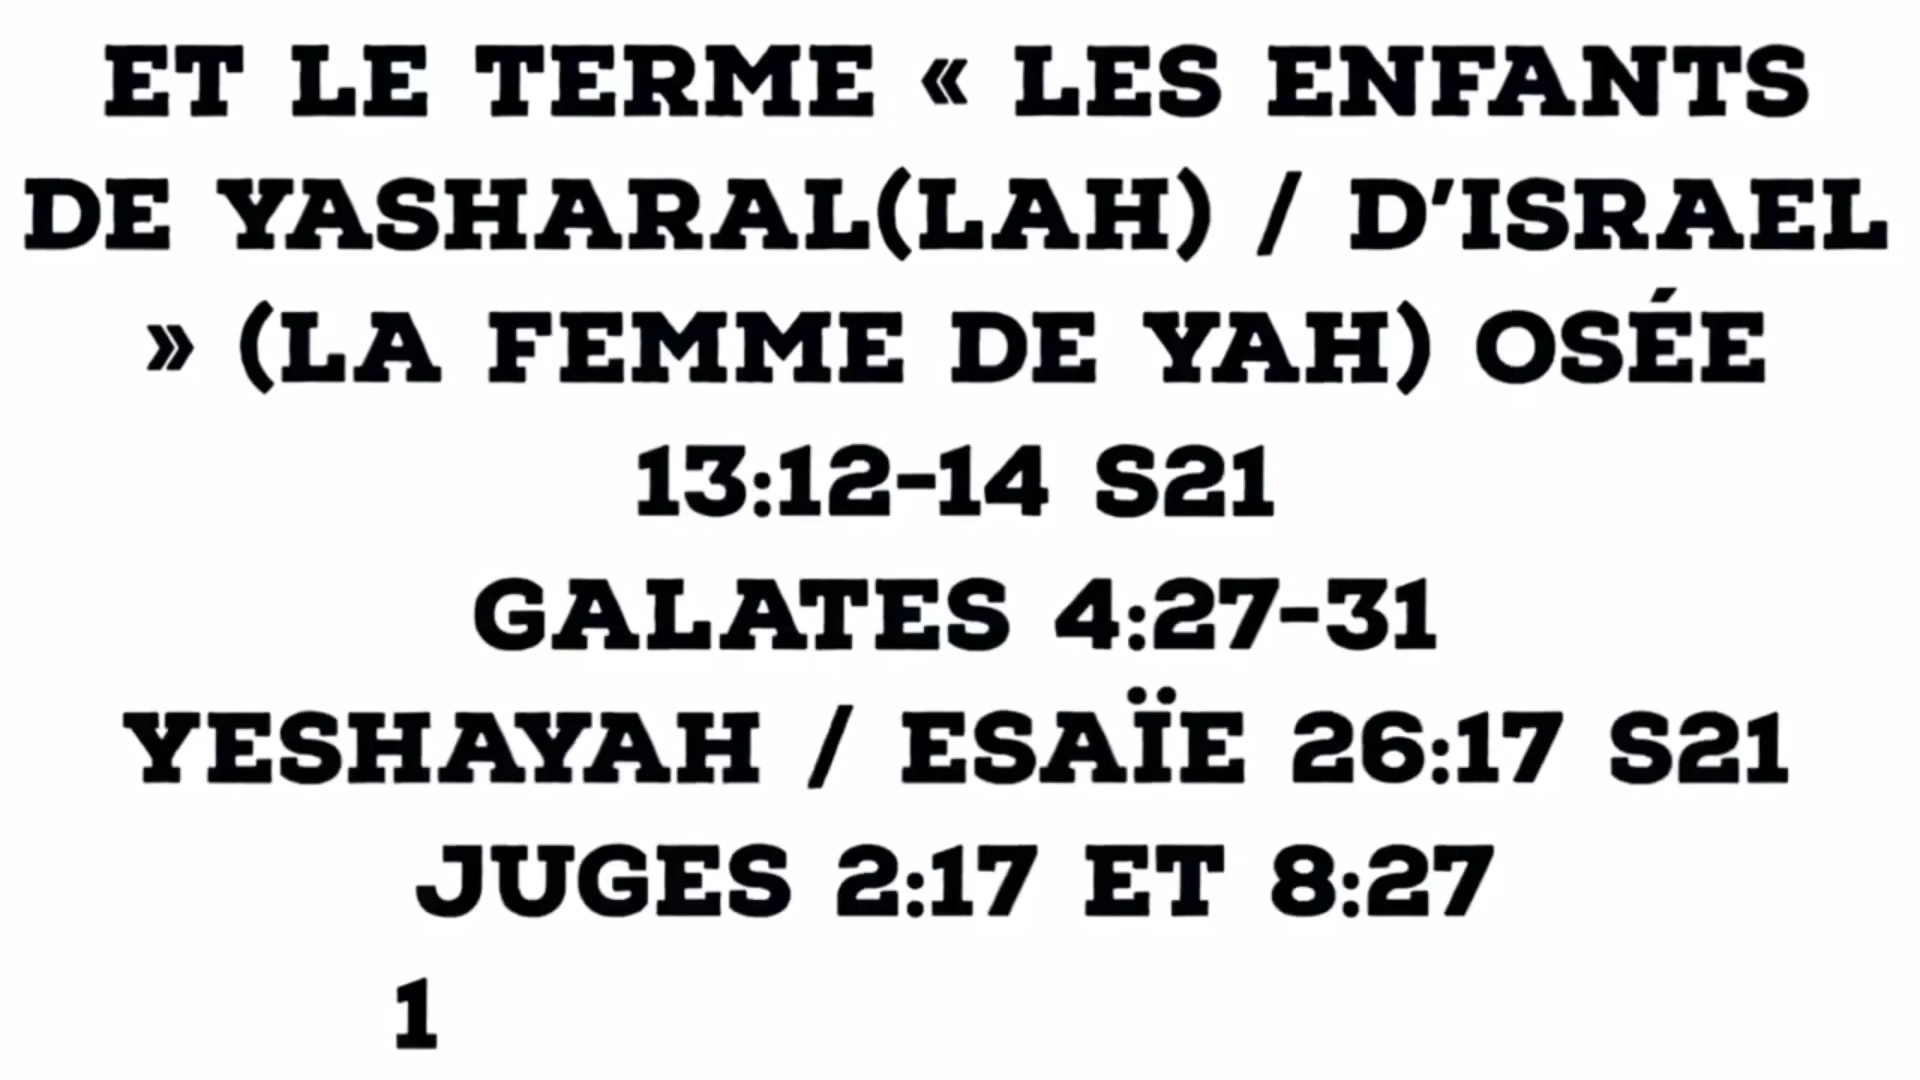 ET LE TERME « LES ENFANTS
DE YASHARAL(LAH) / D'ISRAEL
» (LA FEMME DE YAH) OSÉE
13:12-14 S21
GALATES 4:27-31
YESHAYAH / ESAÏE 26:17 S21
JUGES 2:17 ET 8:27
1